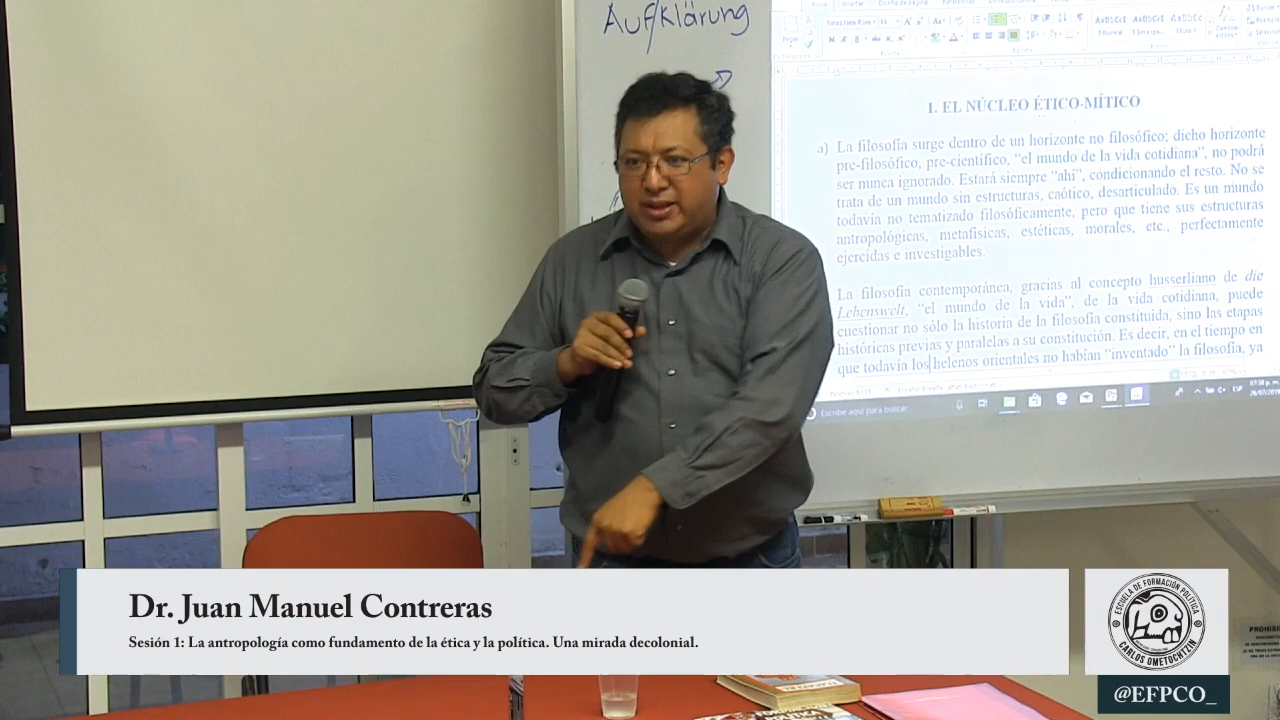 Aufklärung
I. EL NÚCLEO ÉTICO-MÍTICO
a) La filosofía surge dentro de un horizonte no filosófico; dicho horizonte
pre-filosófico, pre-científico, “el mundo de la vida cotidiana”, no podrá
ser nunca ignorado. Estará siempre “ahí”, condicionando el resto. No se
trata de un mundo sin estructuras, caótico, desarticulado. Es un mundo
todavía no tematizado filosóficamente, pero que tiene sus estructuras
antropológicas, metafísicas, estéticas, morales, etc., perfectamente
ejercidas e investigables.
La filosofía contemporánea, gracias al concepto husserliano de die
Lebenswelt, “el mundo de la vida”, de la vida cotidiana, puede
cuestionar no sólo la historia de la filosofía constituida, sino las etapas
históricas previas y paralelas a su constitución. Es decir, en el tiempo en
que todavía los helenos orientales no habían “inventado” la filosofía, ya
Escribe aquí para buscar
ESP
07:38 p. m.
26/07/2019
Dr. Juan Manuel Contreras
Sesión 1: La antropología como fundamento de la ética y la política. Una mirada decolonial.
ESCUELA DE FORMACIÓN POLÍTICA
CARLOS OMETOCHTZIN
@EFPCO_